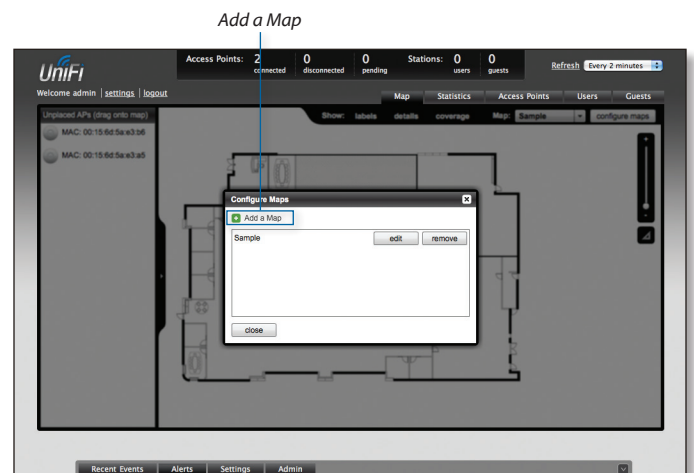 Add a Map
UniFi
Access Points: 2 connected 0 disconnected 0 pending Stations: 0 users 0 guests
Refresh Every 2 minutes
Welcome admin | settings | logout
Map Statistics Access Points Users Guests
Unplaced APs (drag onto map)
Show: labels details coverage Map: Sample configure maps
MAC: 00:15:6d:5a:e3:b6
MAC: 00:15:6d:5a:e3:a5
Configure Maps
Add a Map
Sample edit remove
close
Recent Events Alerts Settings Admin